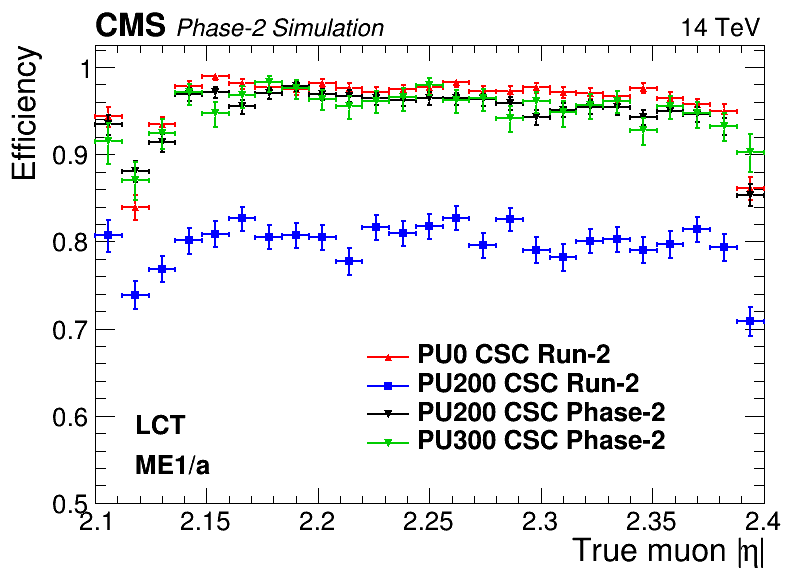 CMS Phase-2 Simulation 14 TeV
Efficiency
1
0.9
0.8
0.7
0.6
0.5
PU0 CSC Run-2
PU200 CSC Run-2
PU200 CSC Phase-2
PU300 CSC Phase-2
LCT
ME1/a
2.1 2.15 2.2 2.25 2.3 2.35 2.4
True muon |η|